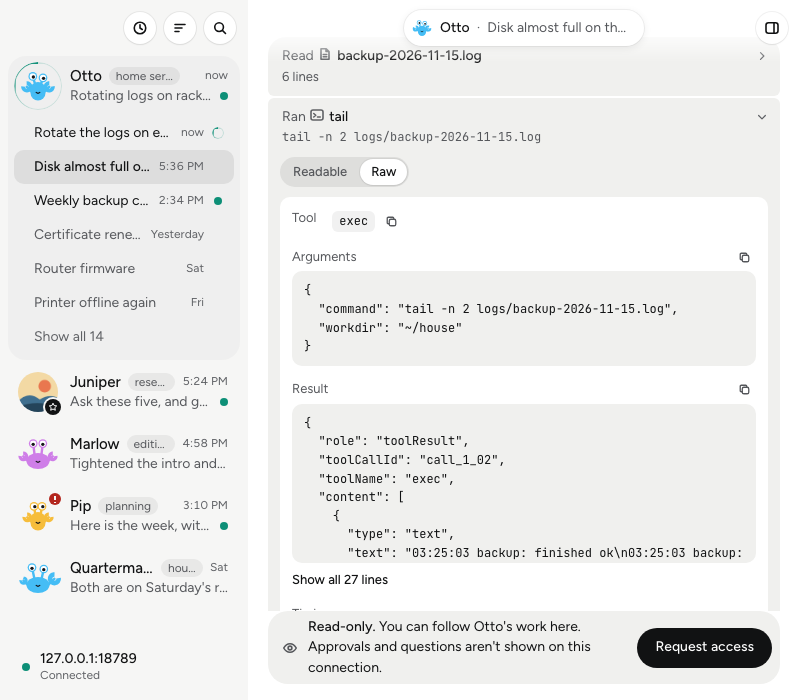 Otto home ser... now
Rotating logs on rack...
Rotate the logs on e... now
Disk almost full o... 5:36 PM
Weekly backup c... 2:34 PM
Certificate rene... Yesterday
Router firmware Sat
Printer offline again Fri
Show all 14
Juniper rese... 5:24 PM
Ask these five, and g...
Marlow editi... 4:58 PM
Tightened the intro and...
Pip planning 3:10 PM
Here is the week, wit...
Quarterma... hou... Sat
Both are on Saturday's r...
127.0.0.1:18789
Connected
Otto · Disk almost full on th...
Read backup-2026-11-15.log
6 lines
Ran tail
tail -n 2 logs/backup-2026-11-15.log
Readable Raw
Tool exec
Arguments
{
"command": "tail -n 2 logs/backup-2026-11-15.log",
"workdir": "~/house"
}
Result
{
"role": "toolResult",
"toolCallId": "call_1_02",
"toolName": "exec",
"content": [
{
"type": "text",
"text": "03:25:03 backup: finished ok\n03:25:03 backup:
Show all 27 lines
Read-only. You can follow Otto's work here.
Approvals and questions aren't shown on this
connection.
Request access